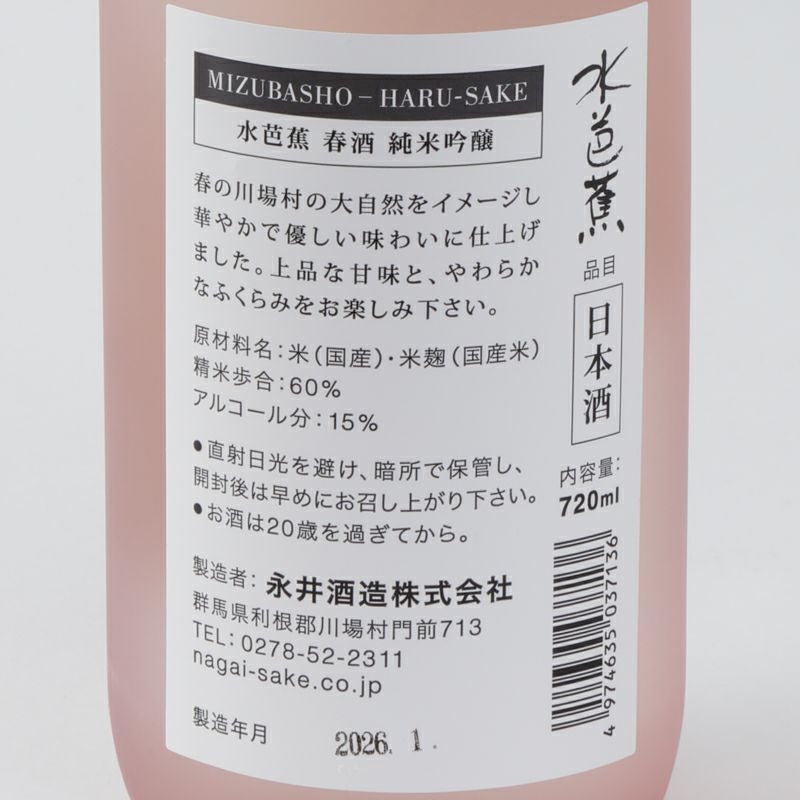 MIZUBASHO – HARU-SAKE
水芭蕉 春酒 純米吟醸
春の川場村の大自然をイメージし
華やかで優しい味わいに仕上げ
ました。上品な甘味と、やわらか
なふくらみをお楽しみ下さい。
原材料名：米（国産）・米麹（国産米）
精米歩合：60%
アルコール分：15%
●直射日光を避け、暗所で保管し、
開封後は早めにお召し上がり下さい。
●お酒は20歳を過ぎてから。
製造者：永井酒造株式会社
群馬県利根郡川場村門前713
TEL：0278-52-2311
nagai-sake.co.jp
製造年月 2026. 1.
水芭蕉
品目
日本酒
内容量：
720ml
4 974635 037136